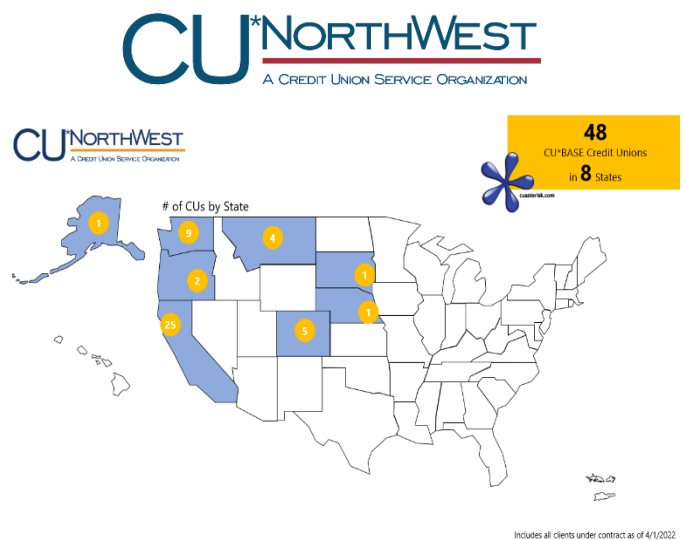 CU*NORTHWEST
A CREDIT UNION SERVICE ORGANIZATION
CU*NORTHWEST
A CREDIT UNION SERVICE ORGANIZATION
48
CU*BASE Credit Unions
in 8 States
cuasterisk.com
# of CUs by State
1
9
4
2
1
1
25
5
Includes all clients under contract as of 4/1/2022